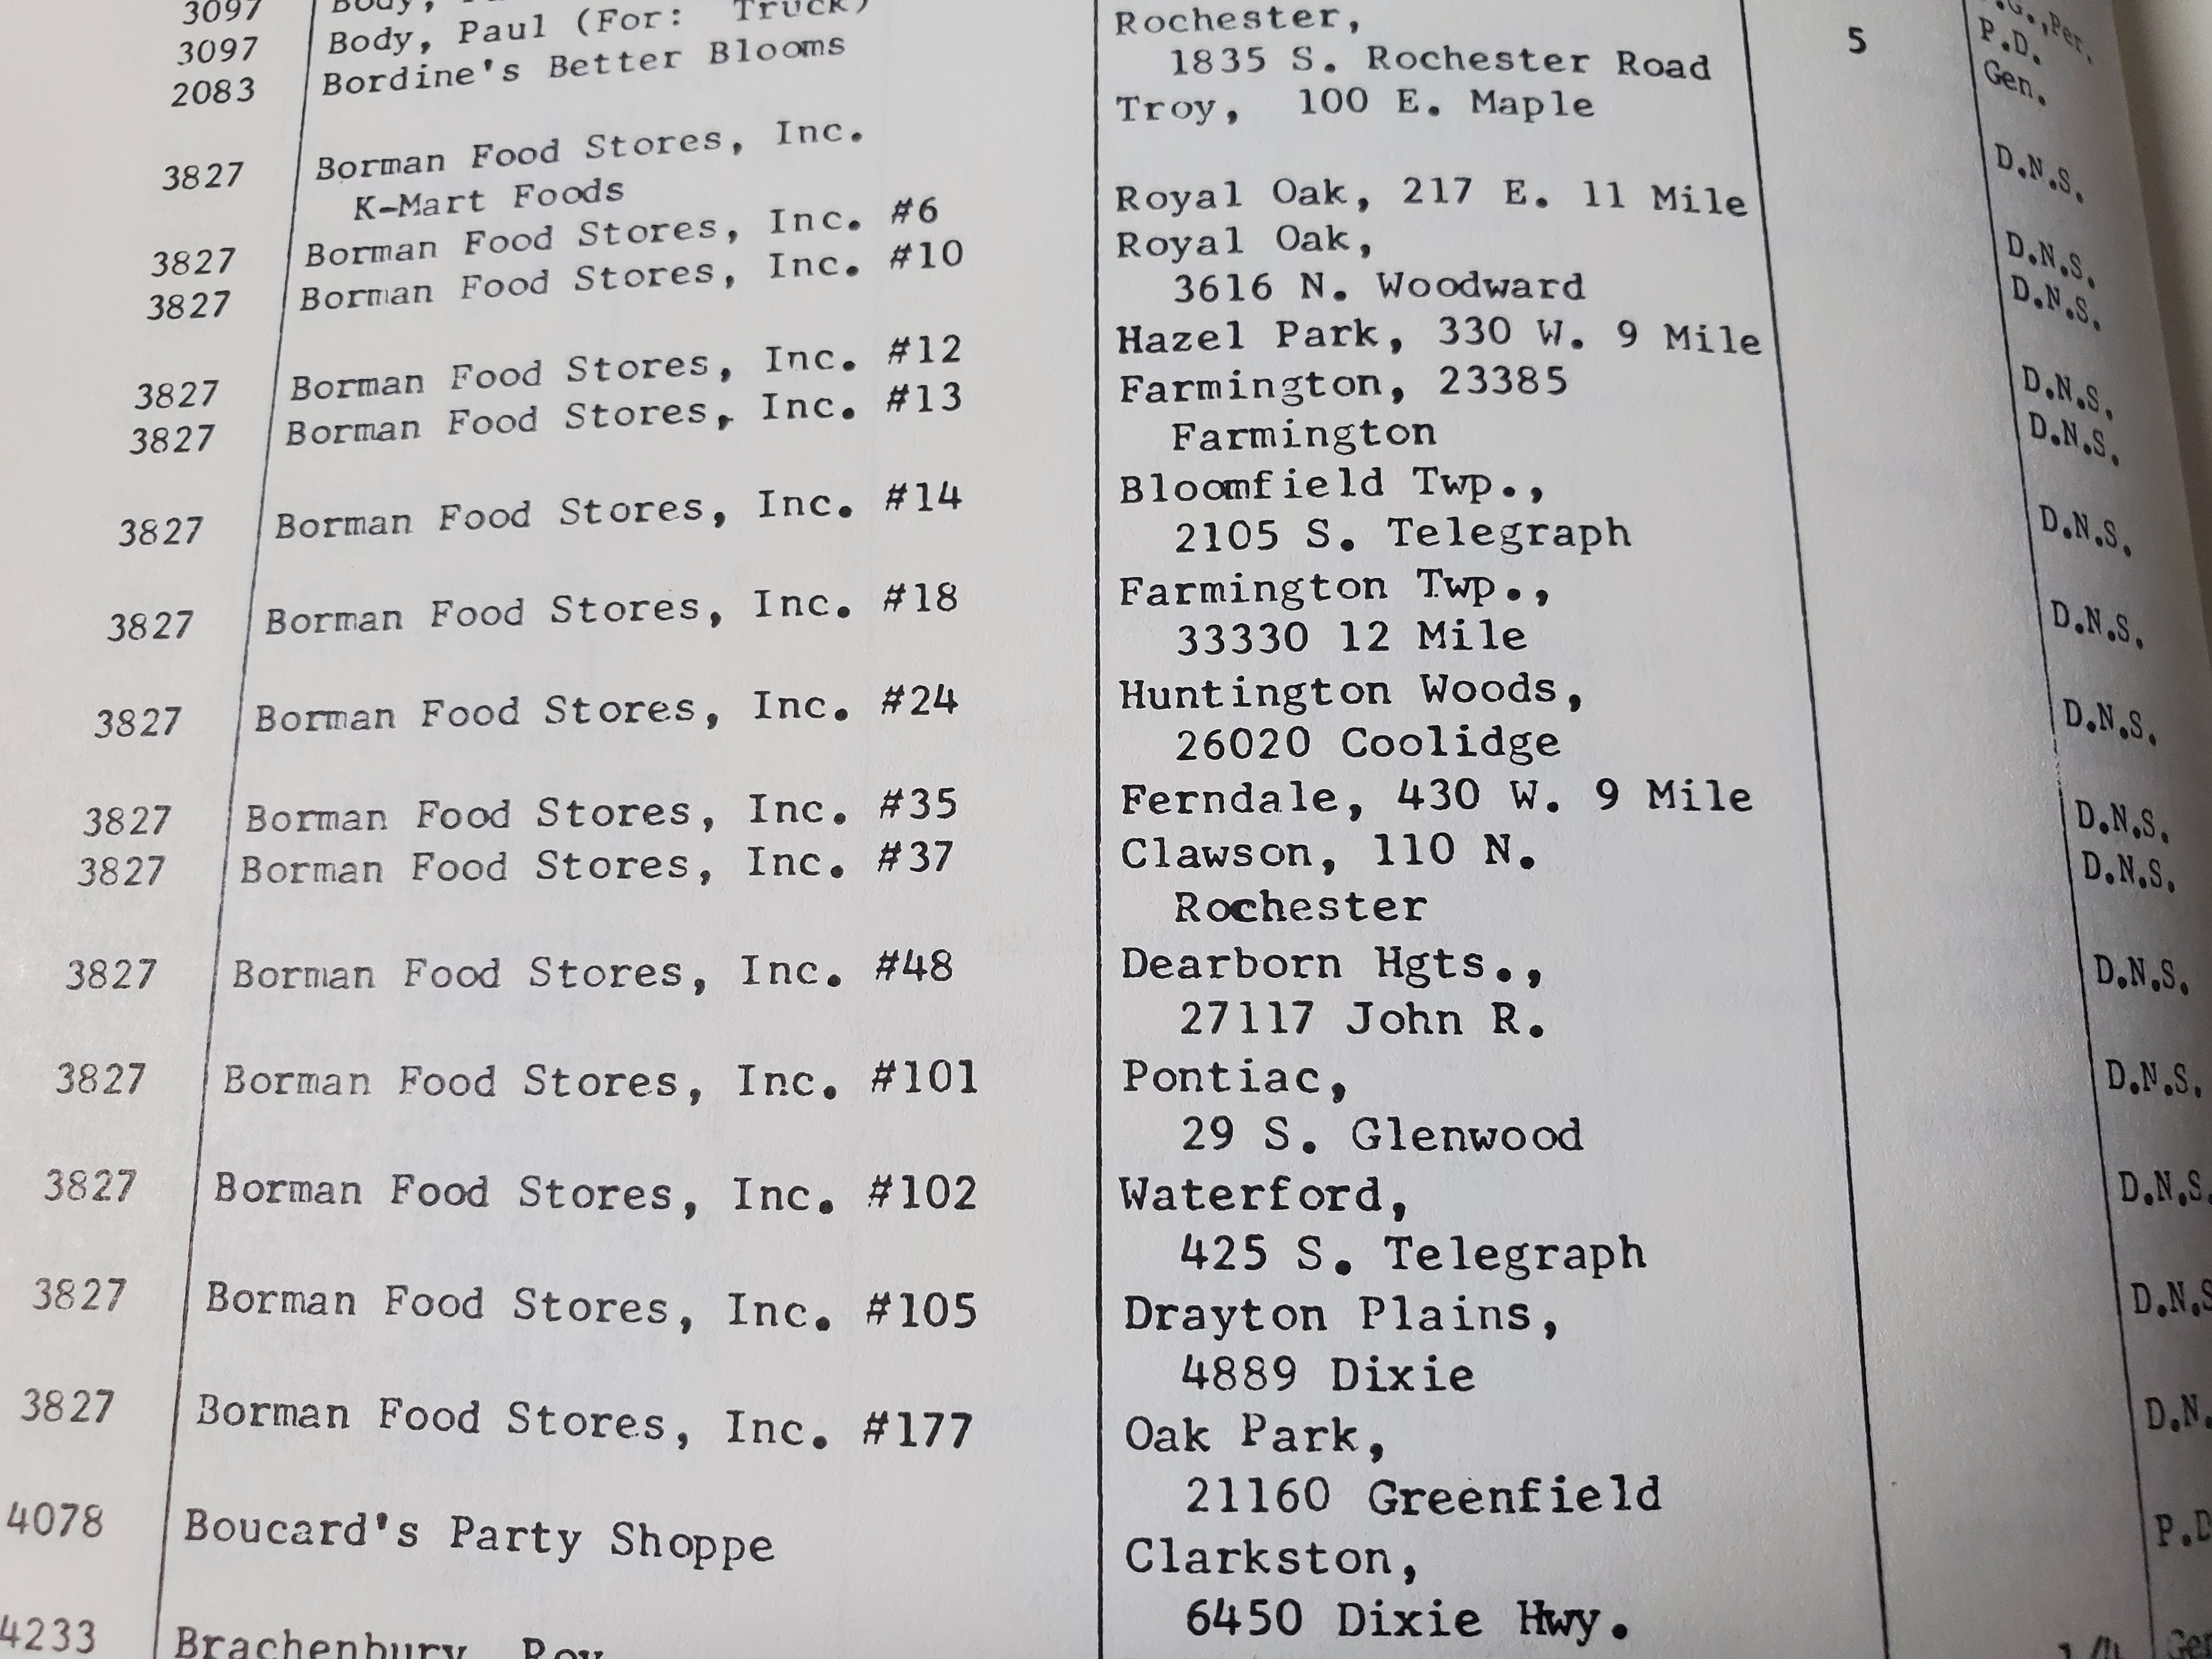 3097 Body,
3097 Body, Paul (For: Truck) Rochester, P.D.
1835 S. Rochester Road 5
2083 Bordine's Better Blooms Troy, 100 E. Maple Gen.
3827 Borman Food Stores, Inc. D.N.S.
K-Mart Foods Royal Oak, 217 E. 11 Mile
3827 Borman Food Stores, Inc. #6 Royal Oak, D.N.S.
3827 Borman Food Stores, Inc. #10 3616 N. Woodward D.N.S.
Hazel Park, 330 W. 9 Mile
3827 Borman Food Stores, Inc. #12 Farmington, 23385 D.N.S.
3827 Borman Food Stores, Inc. #13 Farmington D.N.S.
Bloomfield Twp.,
3827 Borman Food Stores, Inc. #14 2105 S. Telegraph D.N.S.
Farmington Twp.,
3827 Borman Food Stores, Inc. #18 33330 12 Mile D.N.S.
Huntington Woods,
3827 Borman Food Stores, Inc. #24 26020 Coolidge D.N.S.
3827 Borman Food Stores, Inc. #35 Ferndale, 430 W. 9 Mile D.N.S.
3827 Borman Food Stores, Inc. #37 Clawson, 110 N. D.N.S.
Rochester
3827 Borman Food Stores, Inc. #48 Dearborn Hgts., D.N.S.
27117 John R.
3827 Borman Food Stores, Inc. #101 Pontiac, D.N.S.
29 S. Glenwood
3827 Borman Food Stores, Inc. #102 Waterford, D.N.S.
425 S. Telegraph
3827 Borman Food Stores, Inc. #105 Drayton Plains, D.N.S
4889 Dixie
3827 Borman Food Stores, Inc. #177 Oak Park, D.N.
21160 Greenfield
4078 Boucard's Party Shoppe Clarkston, P.D
6450 Dixie Hwy.
4233 Brachenbury, Roy 1/4 Gen